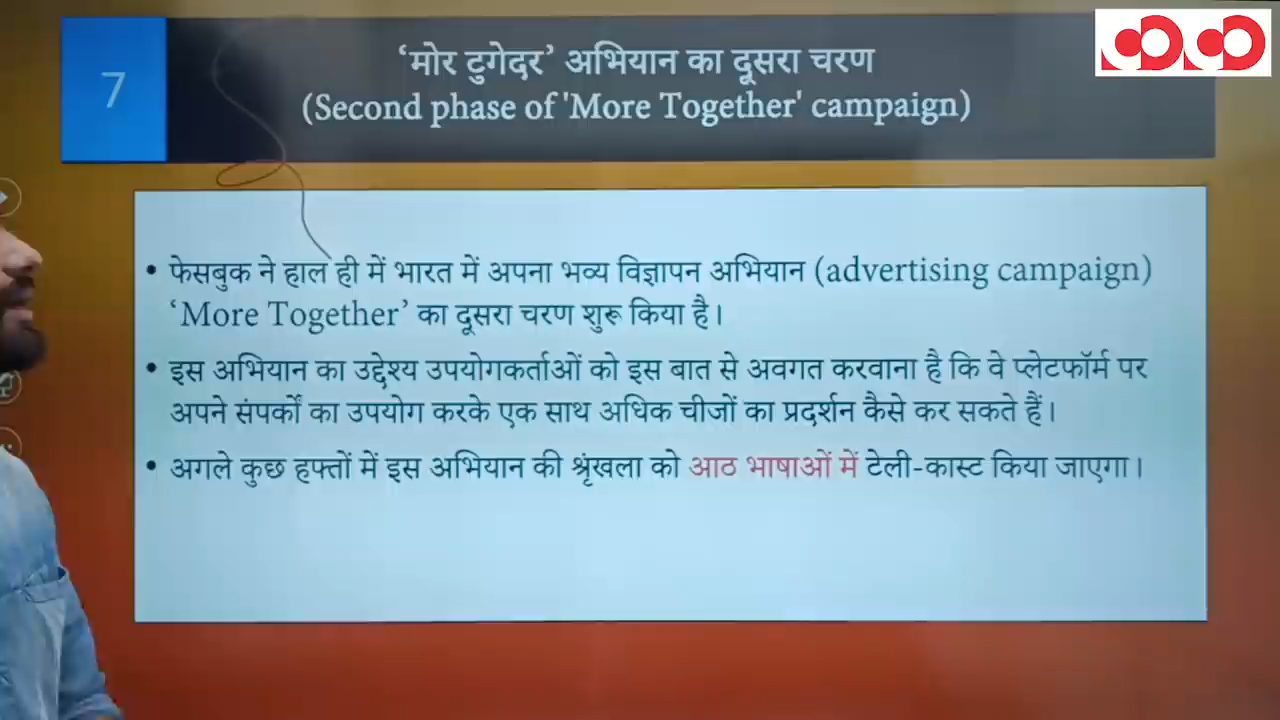 7
‘मोर टुगेदर’ अभियान का दूसरा चरण
(Second phase of 'More Together' campaign)
• फेसबुक ने हाल ही में भारत में अपना भव्य विज्ञापन अभियान (advertising campaign)
‘More Together’ का दूसरा चरण शुरू किया है।
• इस अभियान का उद्देश्य उपयोगकर्ताओं को इस बात से अवगत करवाना है कि वे प्लेटफॉर्म पर
अपने संपर्कों का उपयोग करके एक साथ अधिक चीजों का प्रदर्शन कैसे कर सकते हैं।
• अगले कुछ हफ्तों में इस अभियान की श्रृंखला को आठ भाषाओं में टेली-कास्ट किया जाएगा।